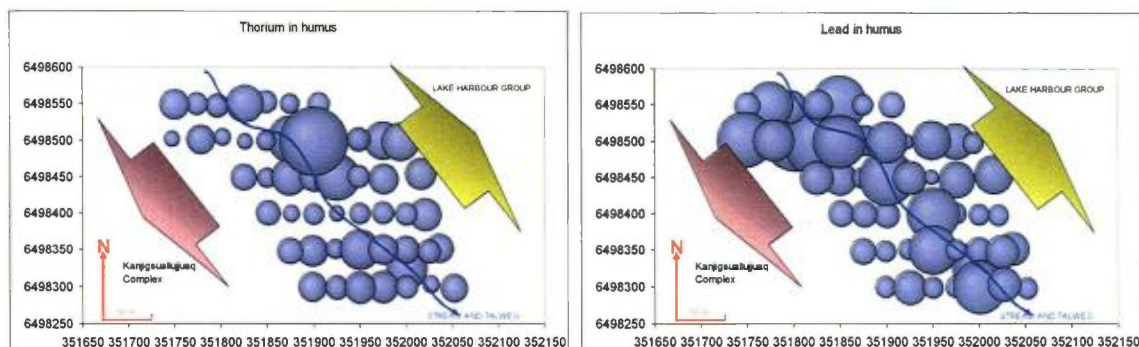 Thorium in humus
6498600
6498550
6498500
6498450
6498400
6498350
6498300
6498250
LAKE HARBOUR GROUP
N
Complex
STREAM AND TALWEG
351650 351700 351750 351800 351850 351900 351950 352000 352050 352100 352150
Lead in humus
6498600
6498550
6498500
6498450
6498400
6498350
6498300
6498250
LAKE HARBOUR GROUP
N
Complex
STREAM AND TALWEG
351650 351700 351750 351800 351850 351900 351950 352000 352050 352100 352150